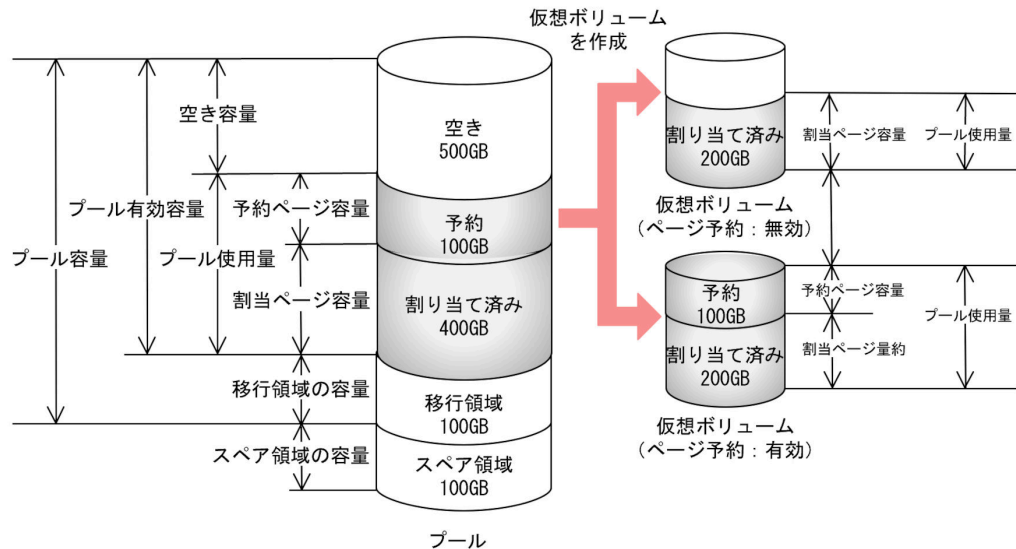 仮想ボリューム
を作成
空き容量
プール有効容量
プール容量
予約ページ容量
プール使用量
割当ページ容量
移行領域の容量
スペア領域の容量
空き
500GB
予約
100GB
割り当て済み
400GB
移行領域
100GB
スペア領域
100GB
プール
割り当て済み
200GB
割当ページ容量
プール使用量
仮想ボリューム
（ページ予約：無効）
予約
100GB
割り当て済み
200GB
予約ページ容量
割当ページ量約
プール使用量
仮想ボリューム
（ページ予約：有効）